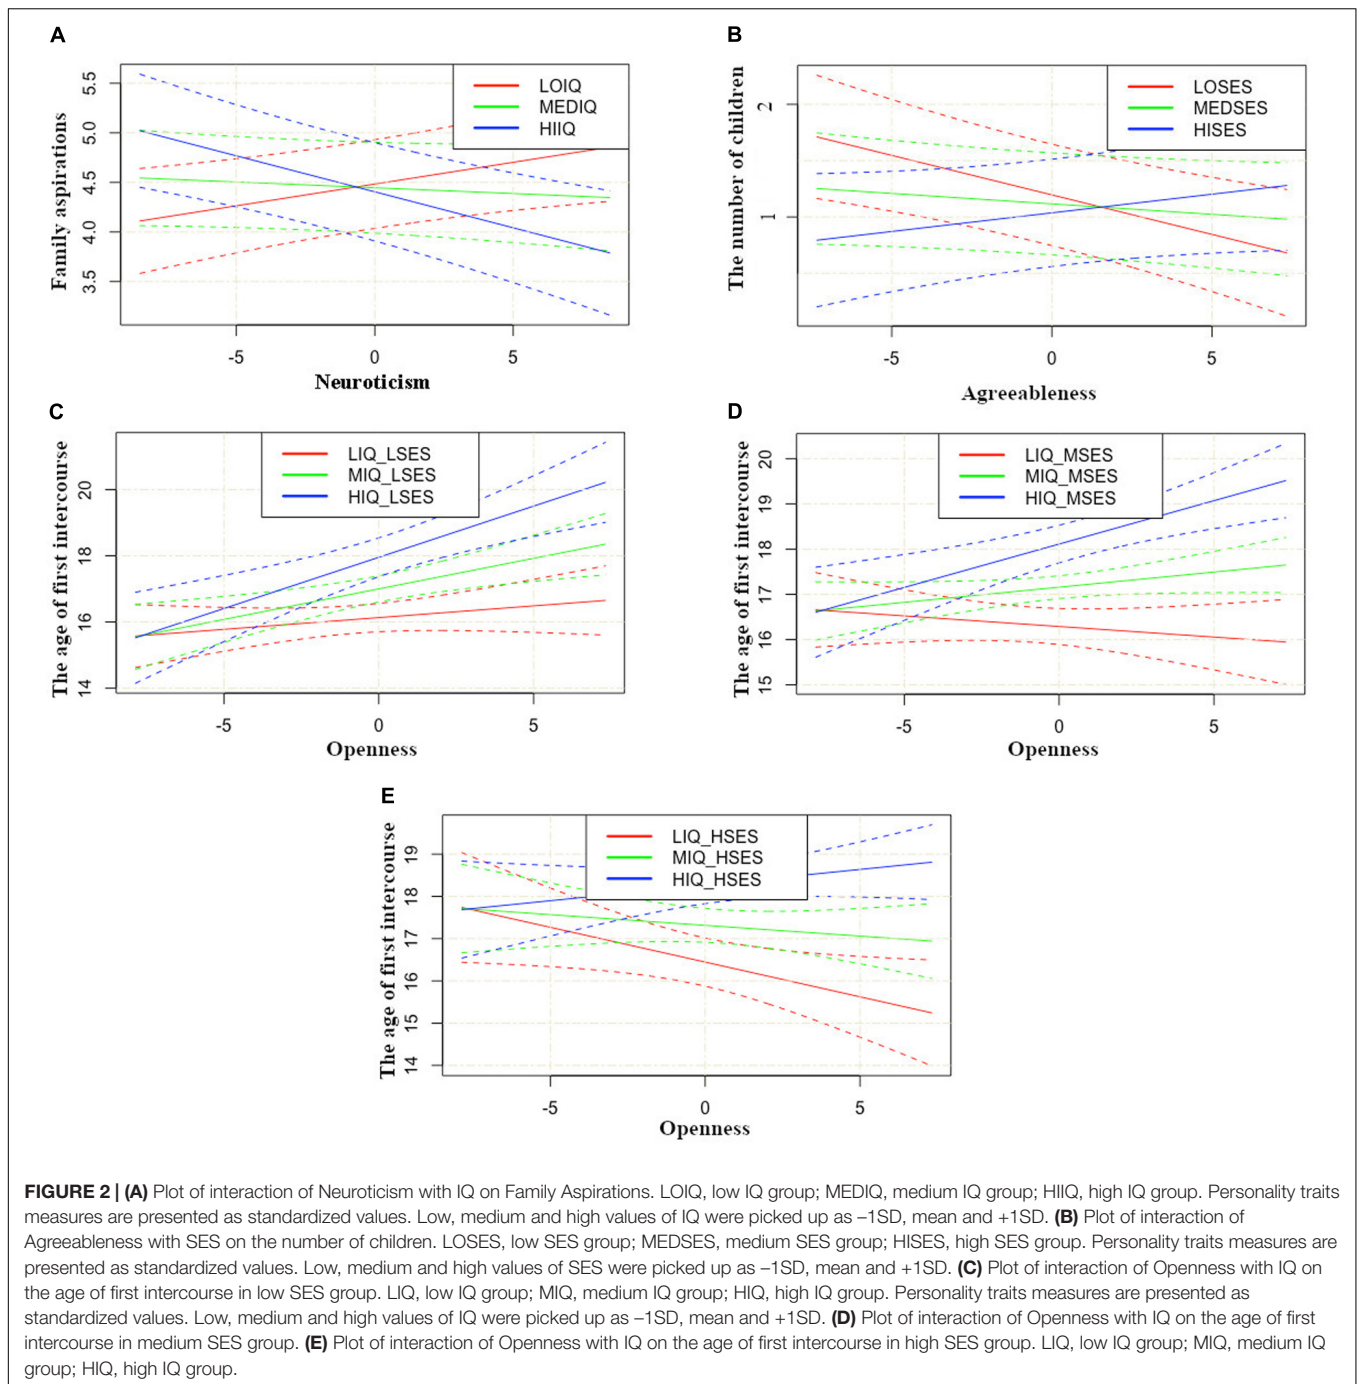 A
Family aspirations
5.5
5.0
4.5
4.0
3.5
LOIQ
MEDIQ
HIIQ
-5 0 5
Neuroticism
B
The number of children
2
1
LOSES
MEDSES
HISES
-5 0 5
Agreeableness
C
The age of first intercourse
20
18
16
14
LIQ_LSES
MIQ_LSES
HIQ_LSES
-5 0 5
Openness
D
The age of first intercourse
20
19
18
17
16
15
LIQ_MSES
MIQ_MSES
HIQ_MSES
-5 0 5
Openness
E
The age of first intercourse
19
18
17
16
15
14
LIQ_HSES
MIQ_HSES
HIQ_HSES
-5 0 5
Openness
FIGURE 2 | (A) Plot of interaction of Neuroticism with IQ on Family Aspirations. LOIQ, low IQ group; MEDIQ, medium IQ group; HIIQ, high IQ group. Personality traits
measures are presented as standardized values. Low, medium and high values of IQ were picked up as –1SD, mean and +1SD. (B) Plot of interaction of
Agreeableness with SES on the number of children. LOSES, low SES group; MEDSES, medium SES group; HISES, high SES group. Personality traits measures are
presented as standardized values. Low, medium and high values of SES were picked up as –1SD, mean and +1SD. (C) Plot of interaction of Openness with IQ on
the age of first intercourse in low SES group. LIQ, low IQ group; MIQ, medium IQ group; HIQ, high IQ group. Personality traits measures are presented as
standardized values. Low, medium and high values of IQ were picked up as –1SD, mean and +1SD. (D) Plot of interaction of Openness with IQ on the age of first
intercourse in medium SES group. (E) Plot of interaction of Openness with IQ on the age of first intercourse in high SES group. LIQ, low IQ group; MIQ, medium IQ
group; HIQ, high IQ group.